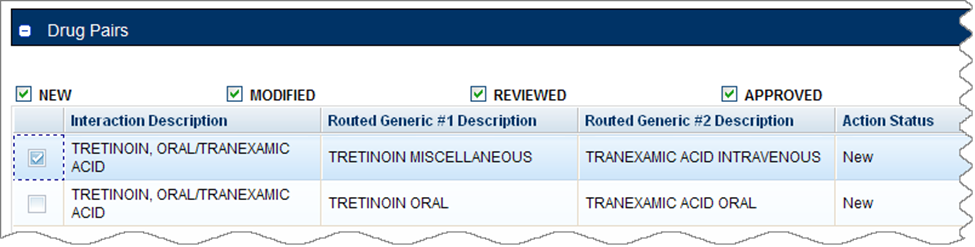 Drug Pairs
NEW MODIFIED REVIEWED APPROVED
Interaction Description Routed Generic #1 Description Routed Generic #2 Description Action Status
TRETINOIN, ORAL/TRANEXAMIC
ACID TRETINOIN MISCELLANEOUS TRANEXAMIC ACID INTRAVENOUS New
TRETINOIN, ORAL/TRANEXAMIC
ACID TRETINOIN ORAL TRANEXAMIC ACID ORAL New